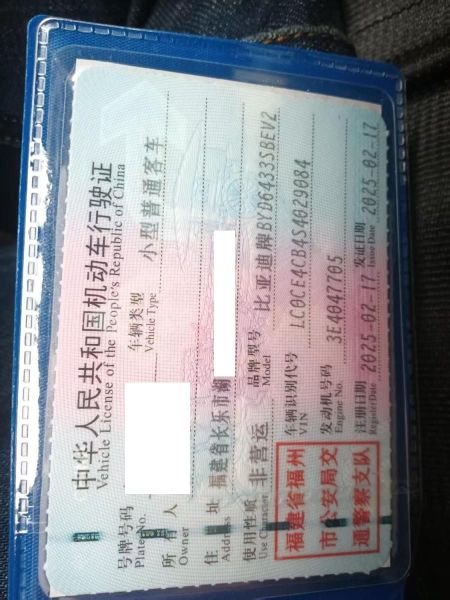 中华人民共和国机动车行驶证
Vehicle License of the People's Republic of China
号牌号码 车辆类型 小型普通客车
Plate No. Vehicle Type
所有人
Owner
住址 福建省长乐市湖
Address
使用性质 非营运 品牌型号 比亚迪牌BYD6433SBEV2
Use Character Model
车辆识别代号 LC0CE4CB4S4029084
VIN
发动机号码 3E4047705
Engine No.
注册日期 2025-02-17 发证日期 2025-02-17
Register Date Issue Date
福建省福州
市公安局交
通警察支队